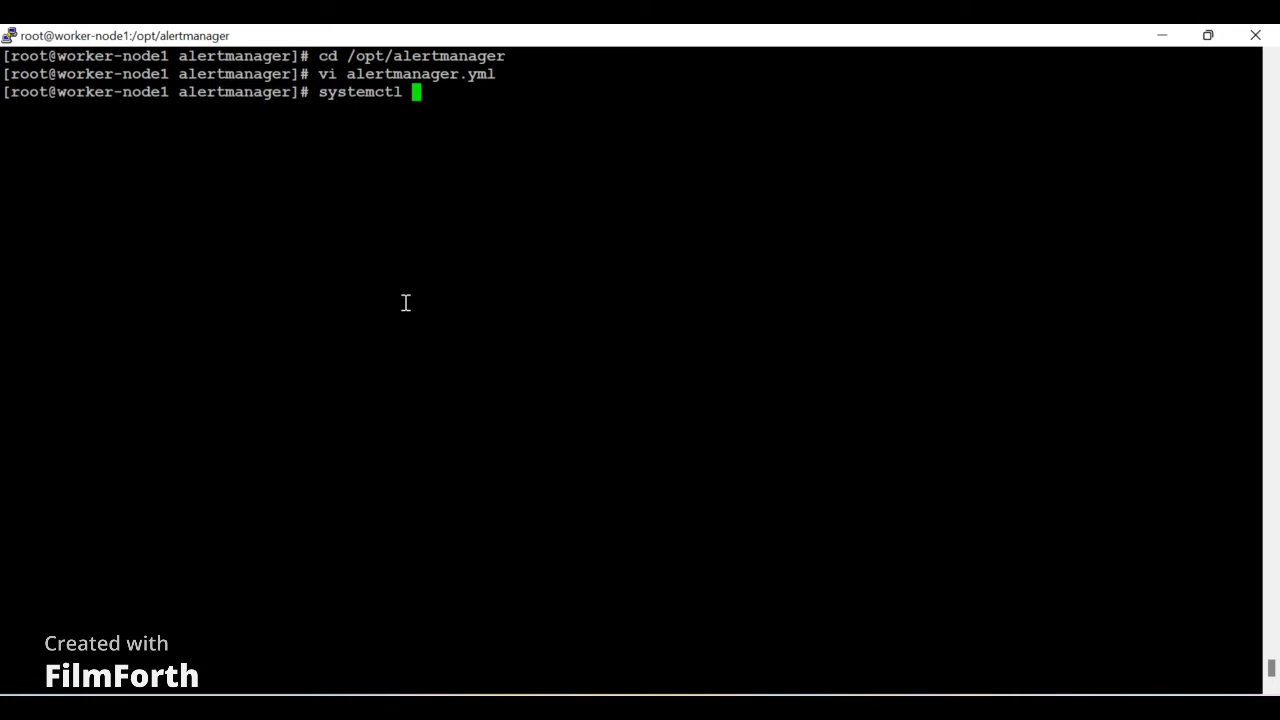 root@worker-node1:/opt/alertmanager
[root@worker-node1 alertmanager]# cd /opt/alertmanager
[root@worker-node1 alertmanager]# vi alertmanager.yml
[root@worker-node1 alertmanager]# systemctl
Created with
FilmForth